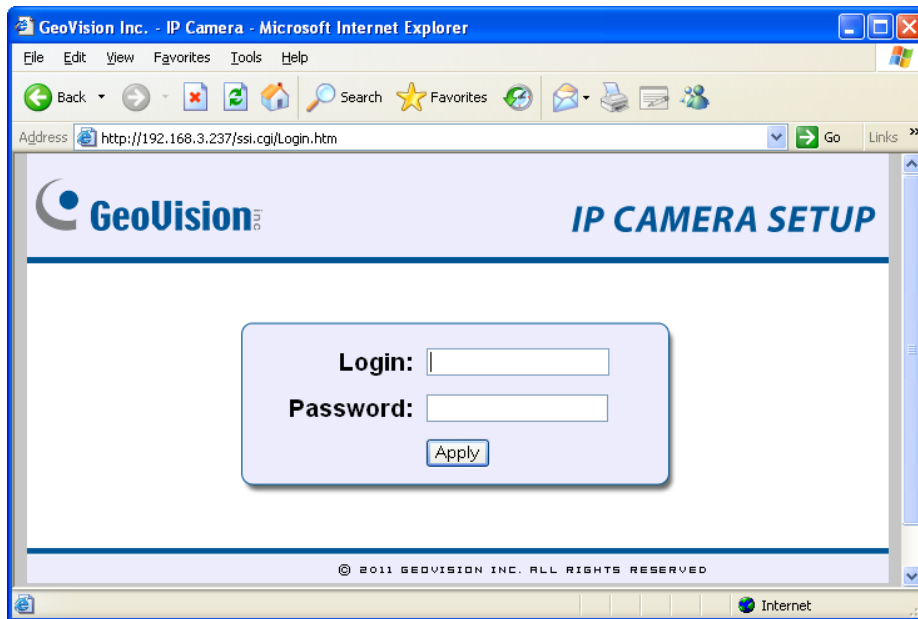 GeoVision Inc. - IP Camera - Microsoft Internet Explorer
File Edit View Favorites Tools Help
Back Search Favorites
Address http://192.168.3.237/ssi.cgi/Login.htm Go Links »
GeoVision inc
IP CAMERA SETUP
Login:
Password:
Apply
© 2011 GEOVISION INC. ALL RIGHTS RESERVED
Internet